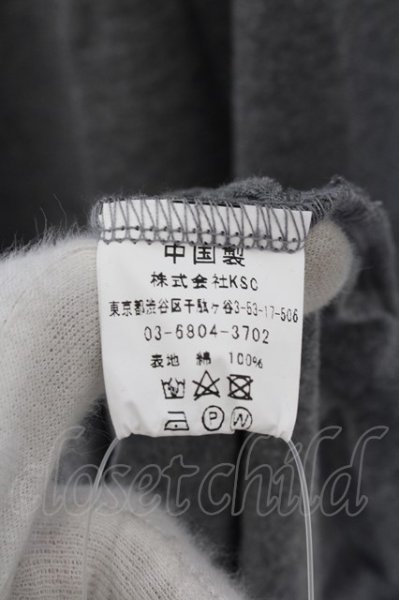 中国製
株式会社KSC
東京都渋谷区千駄ヶ谷3-53-17-506
03-6804-3702
表地 綿 100%
P W
closetchild